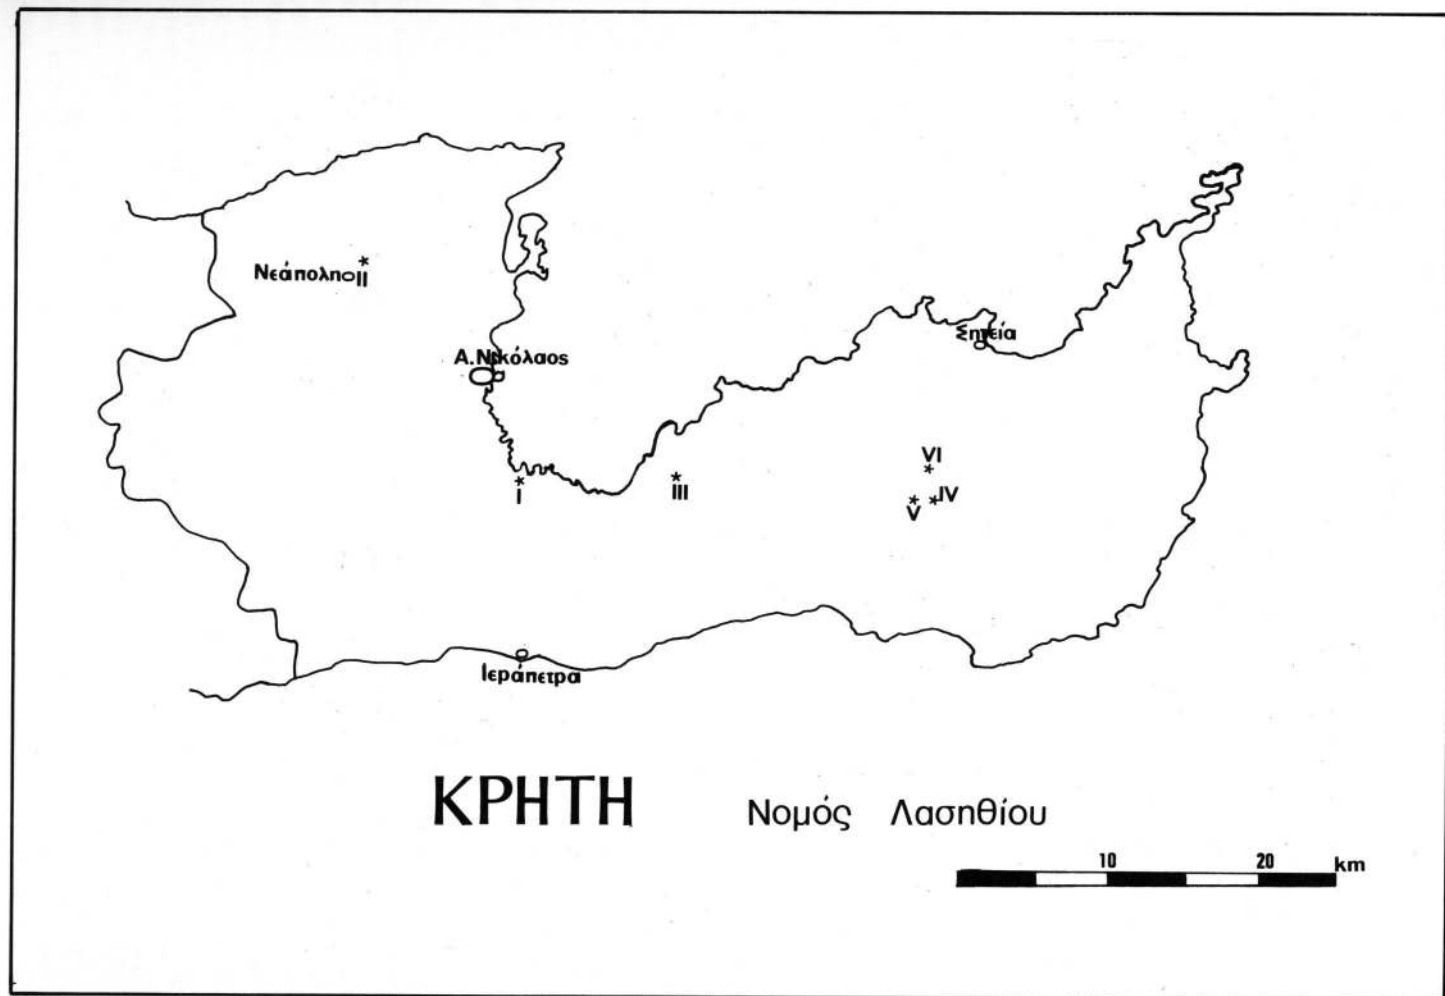 Νεάπολη
II
Α.Νικόλαος
Σητεία
VI
I
III
IV
V
Ιεράπετρα
ΚΡΗΤΗ Νομός Λασηθίου
10 20 km